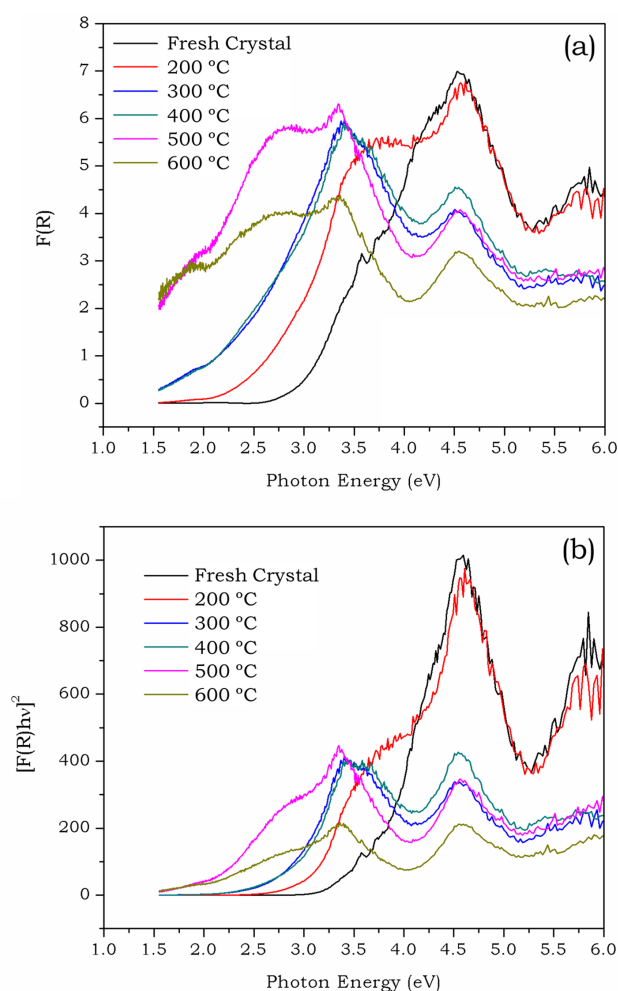 (a)
Fresh Crystal
200 ºC
300 ºC
400 ºC
500 ºC
600 ºC
8
7
6
5
4
3
2
1
0
F(R)
1.0 1.5 2.0 2.5 3.0 3.5 4.0 4.5 5.0 5.5 6.0
Photon Energy (eV)
(b)
Fresh Crystal
200 ºC
300 ºC
400 ºC
500 ºC
600 ºC
1000
800
600
400
200
0
[F(R)hν]²
1.0 1.5 2.0 2.5 3.0 3.5 4.0 4.5 5.0 5.5 6.0
Photon Energy (eV)